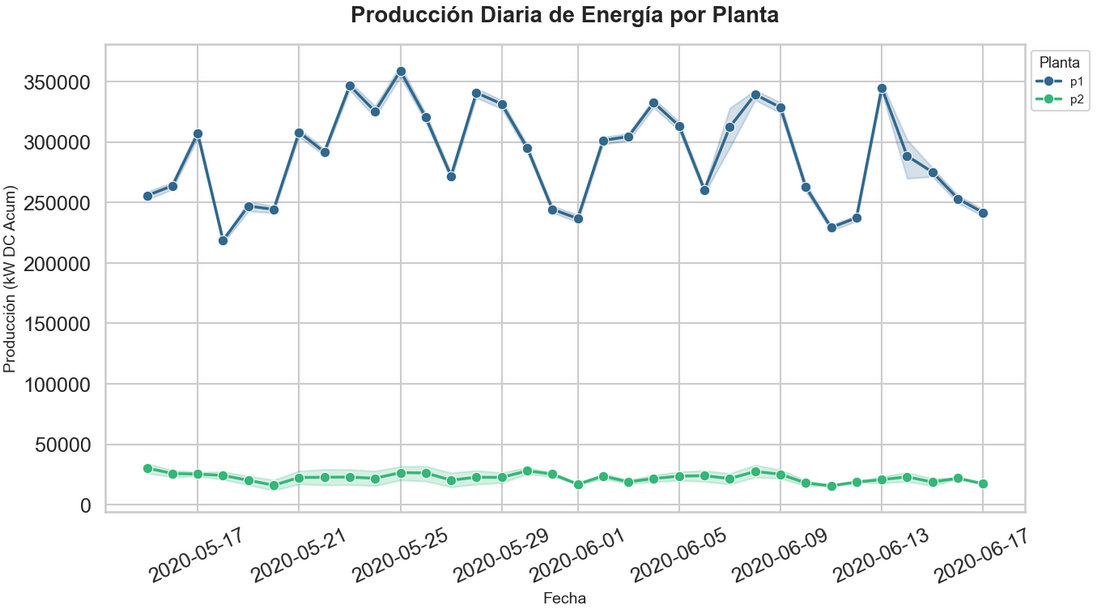 Producción Diaria de Energía por Planta
Planta
p1
p2
350000
300000
250000
200000
150000
100000
50000
0
Producción (kW DC Acum)
2020-05-17
2020-05-21
2020-05-25
2020-05-29
2020-06-01
2020-06-05
2020-06-09
2020-06-13
2020-06-17
Fecha